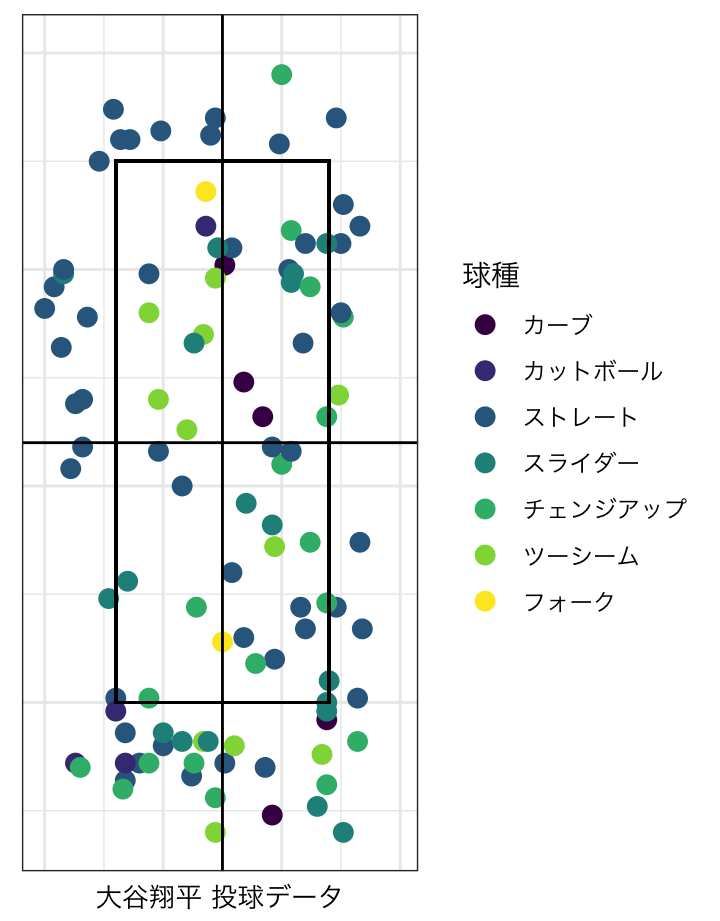 球種
カーブ
カットボール
ストレート
スライダー
チェンジアップ
ツーシーム
フォーク
大谷翔平 投球データ